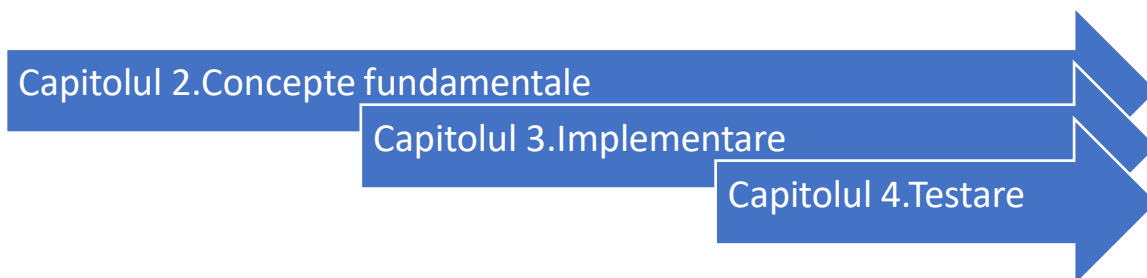 Capitolul 2.Concepte fundamentale
Capitolul 3.Implementare
Capitolul 4.Testare